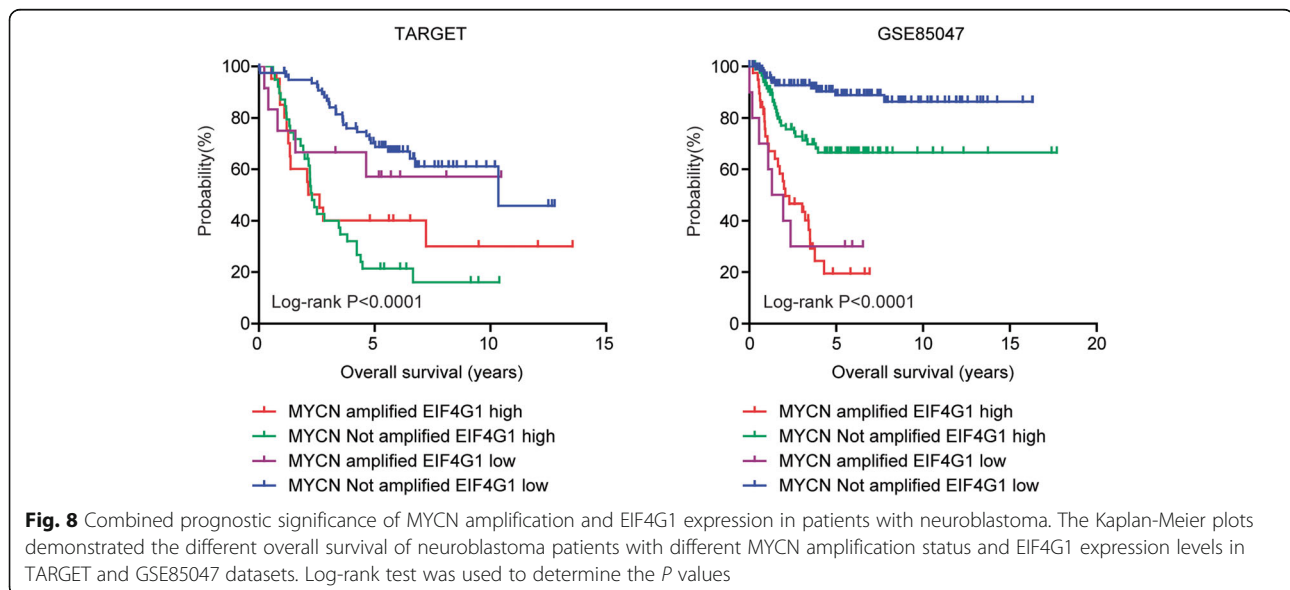 TARGET
100
80
60
40
20
0
Probability(%)
Log-rank P<0.0001
0 5 10 15
Overall survival (years)
MYCN amplified EIF4G1 high
MYCN Not amplified EIF4G1 high
MYCN amplified EIF4G1 low
MYCN Not amplified EIF4G1 low
GSE85047
100
80
60
40
20
0
Probability(%)
Log-rank P<0.0001
0 5 10 15 20
Overall survival (years)
MYCN amplified EIF4G1 high
MYCN Not amplified EIF4G1 high
MYCN amplified EIF4G1 low
MYCN Not amplified EIF4G1 low
Fig. 8 Combined prognostic significance of MYCN amplification and EIF4G1 expression in patients with neuroblastoma. The Kaplan-Meier plots
demonstrated the different overall survival of neuroblastoma patients with different MYCN amplification status and EIF4G1 expression levels in
TARGET and GSE85047 datasets. Log-rank test was used to determine the P values